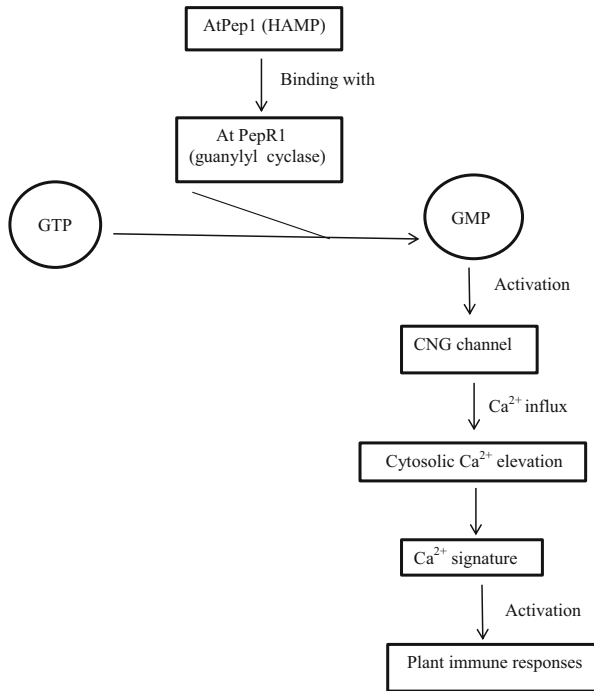 AtPep1 (HAMP)
Binding with
At PepR1
(guanylyl cyclase)
GTP
GMP
Activation
CNG channel
Ca²⁺ influx
Cytosolic Ca²⁺ elevation
Ca²⁺ signature
Activation
Plant immune responses